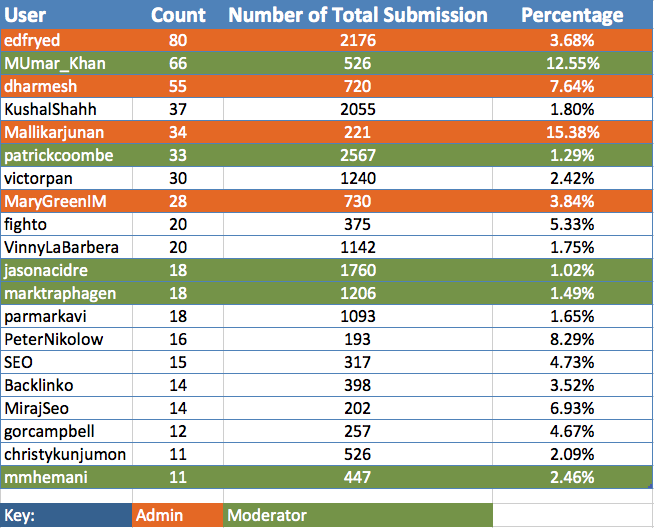 User Count Number of Total Submission Percentage
edfryed 80 2176 3.68%
MUmar_Khan 66 526 12.55%
dharmesh 55 720 7.64%
KushalShahh 37 2055 1.80%
Mallikarjunan 34 221 15.38%
patrickcoombe 33 2567 1.29%
victorpan 30 1240 2.42%
MaryGreenIM 28 730 3.84%
fighto 20 375 5.33%
VinnyLaBarbera 20 1142 1.75%
jasonacidre 18 1760 1.02%
marktraphagen 18 1206 1.49%
parmarkavi 18 1093 1.65%
PeterNikolow 16 193 8.29%
SEO 15 317 4.73%
Backlinko 14 398 3.52%
MirajSeo 14 202 6.93%
gorcampbell 12 257 4.67%
christykunjumon 11 526 2.09%
mmhemani 11 447 2.46%
Key: Admin Moderator